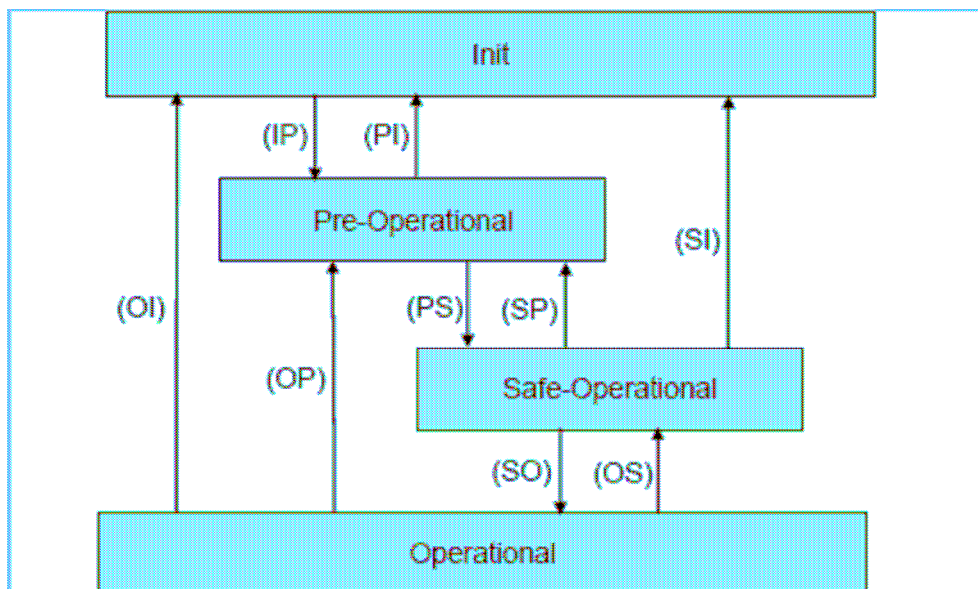 Init
(IP)
(PI)
Pre-Operational
(SI)
(OI)
(PS)
(SP)
(OP)
Safe-Operational
(SO)
(OS)
Operational